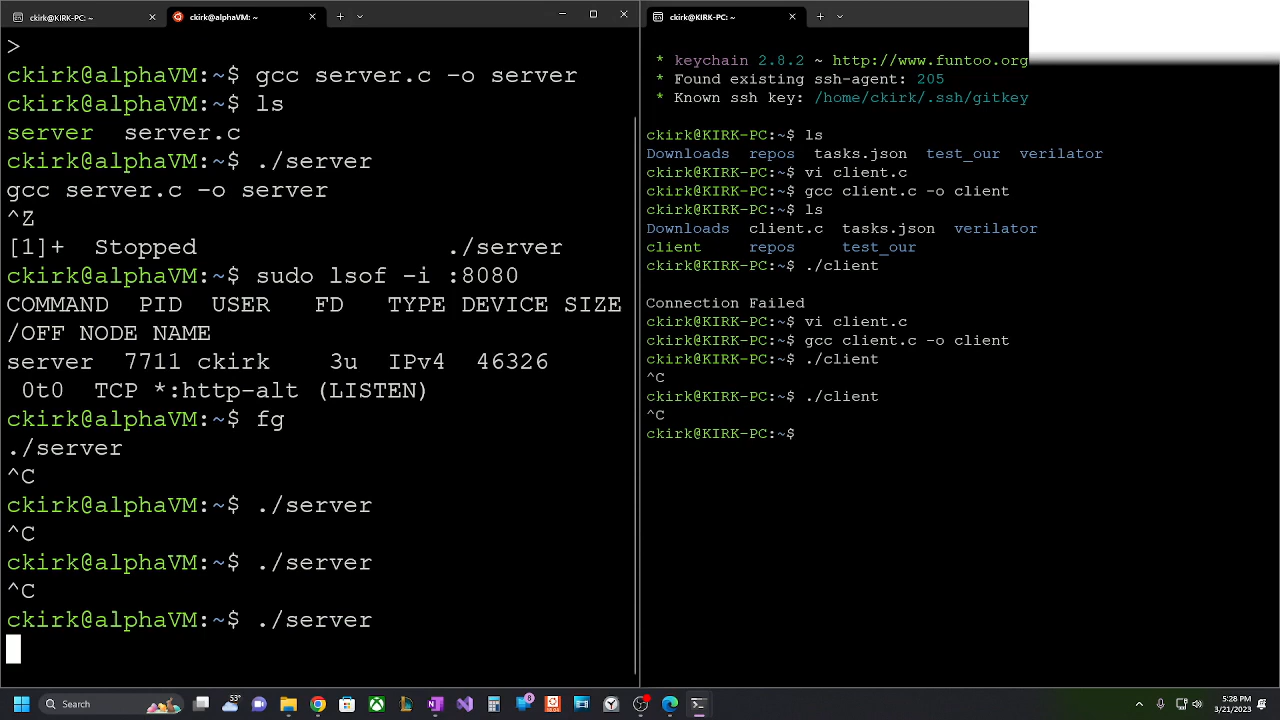 ckirk@KIRK-PC: ~
ckirk@alphaVM: ~
>
ckirk@alphaVM:~$ gcc server.c -o server
ckirk@alphaVM:~$ ls
server  server.c
ckirk@alphaVM:~$ ./server
gcc server.c -o server
^Z
[1]+  Stopped                 ./server
ckirk@alphaVM:~$ sudo lsof -i :8080
COMMAND  PID  USER   FD   TYPE DEVICE SIZE
/OFF NODE NAME
server  7711 ckirk    3u  IPv4  46326
 0t0  TCP *:http-alt (LISTEN)
ckirk@alphaVM:~$ fg
./server
^C
ckirk@alphaVM:~$ ./server
^C
ckirk@alphaVM:~$ ./server
^C
ckirk@alphaVM:~$ ./server
ckirk@KIRK-PC: ~
* keychain 2.8.2 ~ http://www.funtoo.org
* Found existing ssh-agent: 205
* Known ssh key: /home/ckirk/.ssh/gitkey
ckirk@KIRK-PC:~$ ls
Downloads  repos  tasks.json  test_our  verilator
ckirk@KIRK-PC:~$ vi client.c
ckirk@KIRK-PC:~$ gcc client.c -o client
ckirk@KIRK-PC:~$ ls
Downloads  client.c  tasks.json  verilator
client     repos     test_our
ckirk@KIRK-PC:~$ ./client
Connection Failed
ckirk@KIRK-PC:~$ vi client.c
ckirk@KIRK-PC:~$ gcc client.c -o client
ckirk@KIRK-PC:~$ ./client
^C
ckirk@KIRK-PC:~$ ./client
^C
ckirk@KIRK-PC:~$
Search
53°
8
5:28 PM
3/21/2023